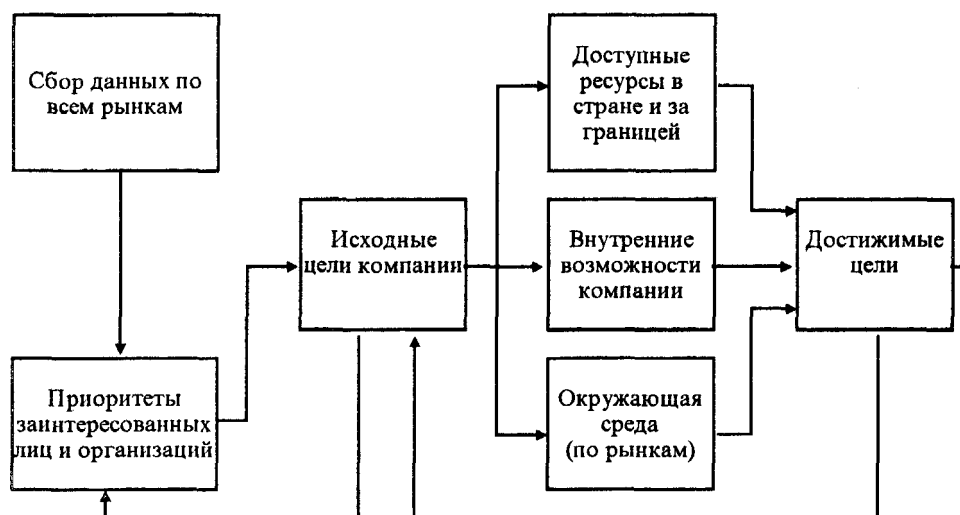 Сбор данных по
всем рынкам
Приоритеты
заинтересованных
лиц и организаций
Исходные
цели компании
Доступные
ресурсы в
стране и за
границей
Внутренние
возможности
компании
Окружающая
среда
(по рынкам)
Достижимые
цели